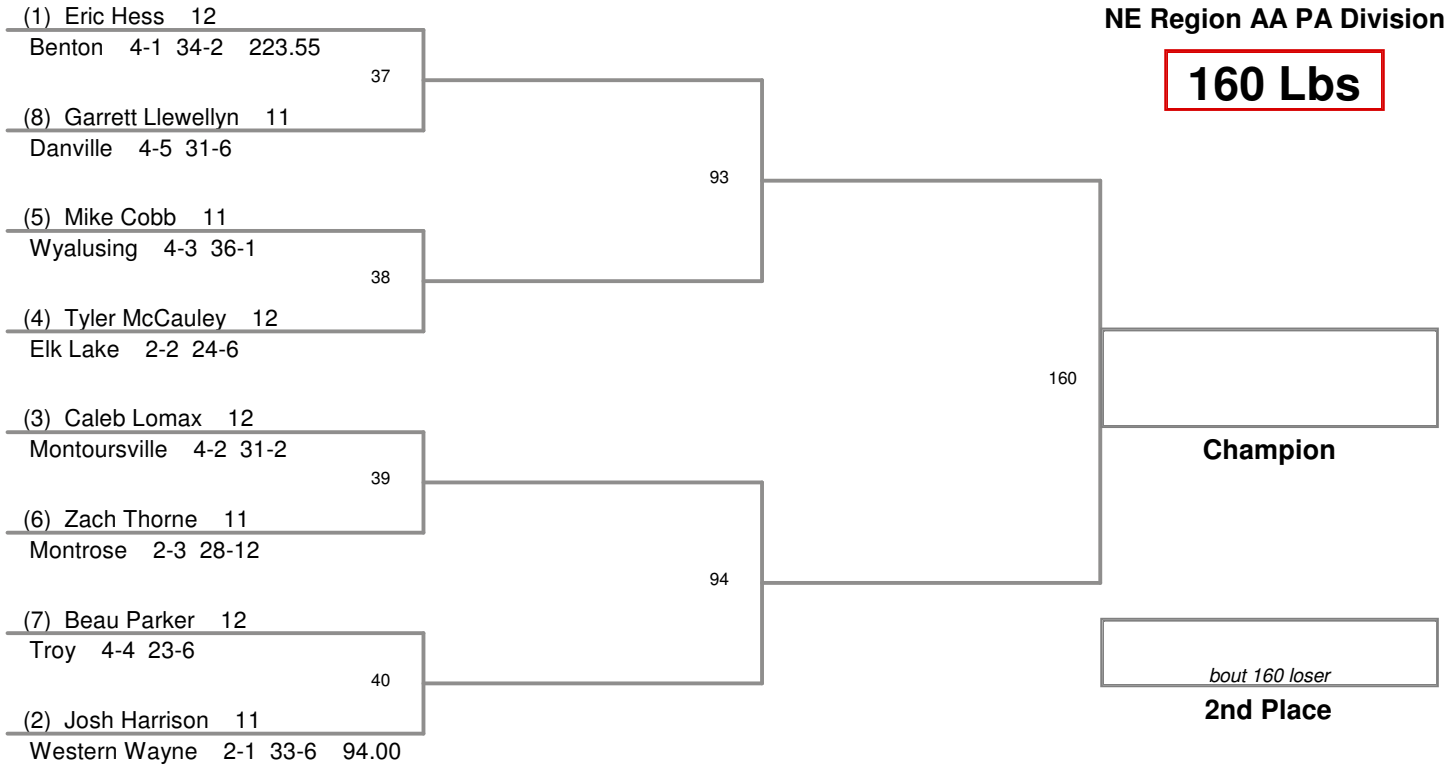 (1) Eric Hess 12
Benton 4-1 34-2 223.55
37
(8) Garrett Llewellyn 11
Danville 4-5 31-6
93
(5) Mike Cobb 11
Wyalusing 4-3 36-1
38
(4) Tyler McCauley 12
Elk Lake 2-2 24-6
160
(3) Caleb Lomax 12
Montoursville 4-2 31-2
39
(6) Zach Thorne 11
Montrose 2-3 28-12
94
(7) Beau Parker 12
Troy 4-4 23-6
40
(2) Josh Harrison 11
Western Wayne 2-1 33-6 94.00
NE Region AA PA Division
160 Lbs
Champion
bout 160 loser
2nd Place